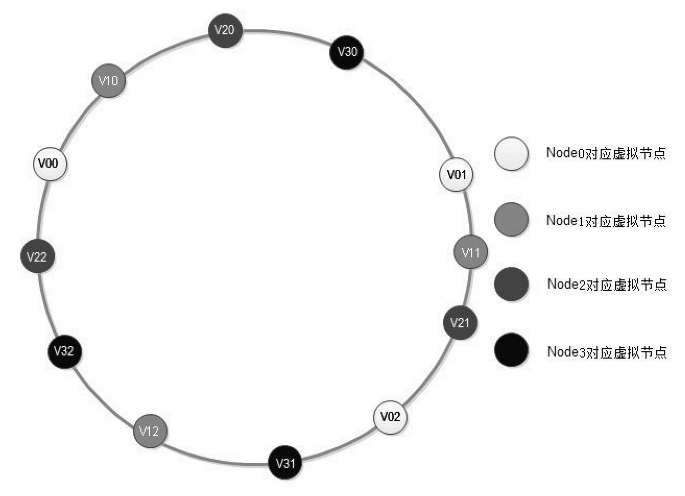 V20
V30
V10
V00
V01
V22
V11
V21
V32
V02
V12
V31
Node0对应虚拟节点
Node1对应虚拟节点
Node2对应虚拟节点
Node3对应虚拟节点